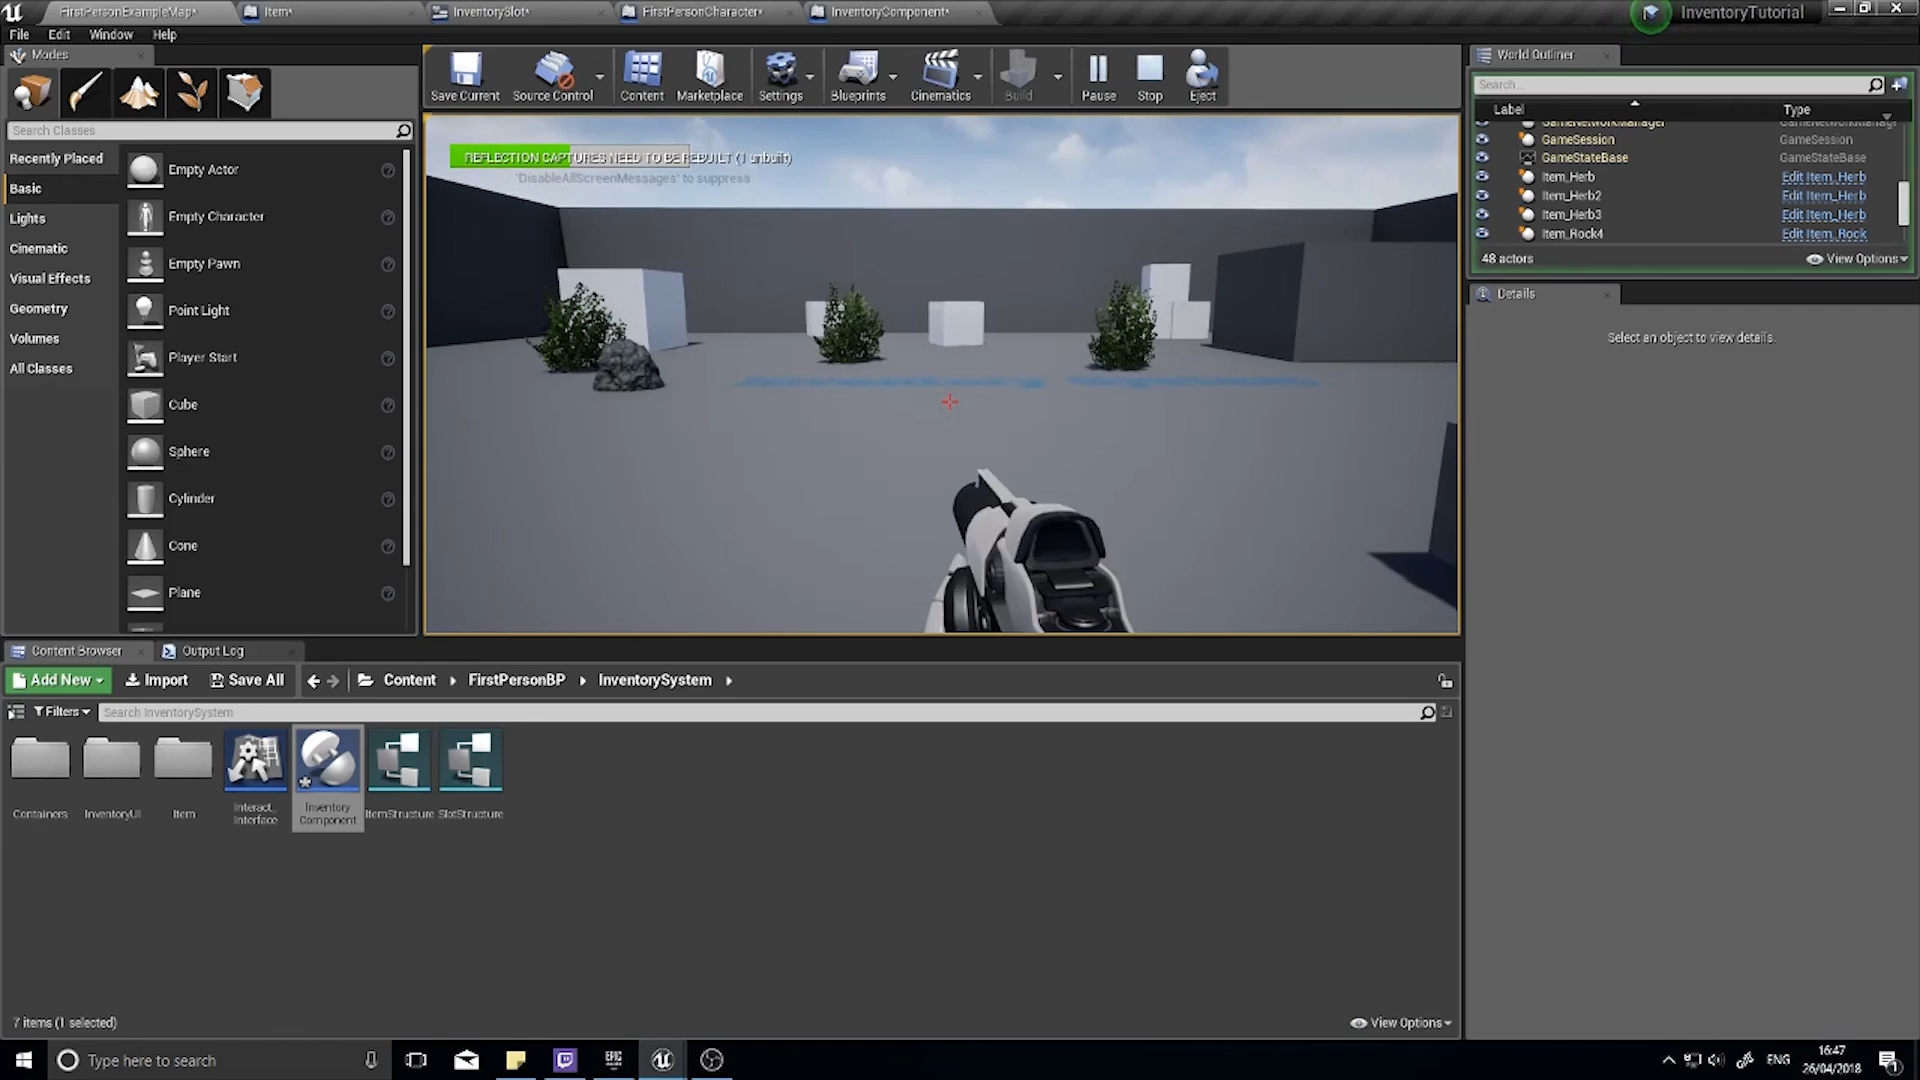 FirstPersonExampleMap*
Item*
InventorySlot*
FirstPersonCharacter*
InventoryComponent*
InventoryTutorial
File Edit Window Help
Modes
Search Classes
Recently Placed
Basic
Lights
Cinematic
Visual Effects
Geometry
Volumes
All Classes
Empty Actor
Empty Character
Empty Pawn
Point Light
Player Start
Cube
Sphere
Cylinder
Cone
Plane
Save Current
Source Control
Content
Marketplace
Settings
Blueprints
Cinematics
Build
Pause
Stop
Eject
REFLECTION CAPTURES NEED TO BE REBUILT (1 unbuilt)
'DisableAllScreenMessages' to suppress
World Outliner
Search...
Label Type
GameNetworkManager
GameSession GameSession
GameStateBase GameStateBase
Item_Herb Edit Item_Herb
Item_Herb2 Edit Item_Herb
Item_Herb3 Edit Item_Herb
Item_Rock4 Edit Item_Rock
48 actors
View Options
Details
Select an object to view details.
Content Browser
Output Log
Add New
Import
Save All
Content
FirstPersonBP
InventorySystem
Filters
Search InventorySystem
Containers
InventoryUI
Item
Interact_
Interface
Inventory
Component
ItemStructure
SlotStructure
7 items (1 selected)
View Options
Type here to search
EPIC
ENG
16:47
26/04/2018
1